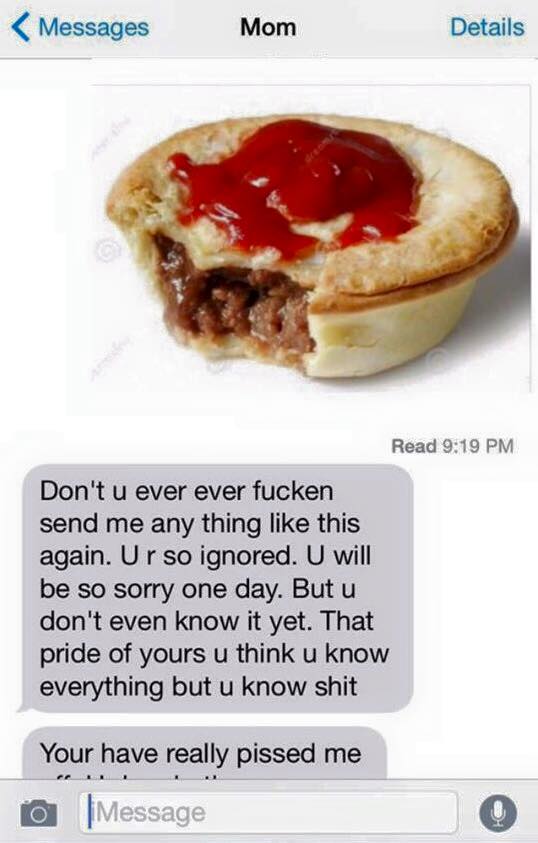 Messages
Mom
Details
Read 9:19 PM
Don't u ever ever fucken
send me any thing like this
again. U r so ignored. U will
be so sorry one day. But u
don't even know it yet. That
pride of yours u think u know
everything but u know shit
Your have really pissed me
iMessage